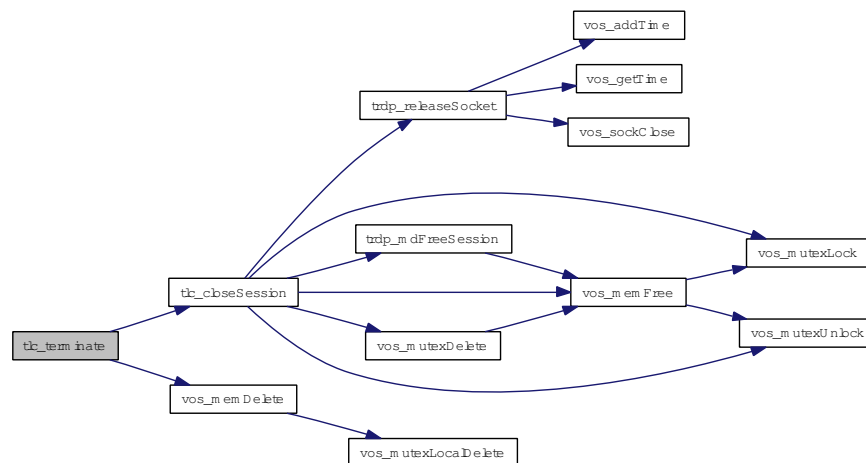 vos_addTime
vos_getTime
trdp_releaseSocket
vos_sockClose
trdp_mdFreeSession
vos_mutexLock
tlc_closeSession
vos_memFree
vos_mutexUnlock
tlc_terminate
vos_mutexDelete
vos_memDelete
vos_mutexLocalDelete